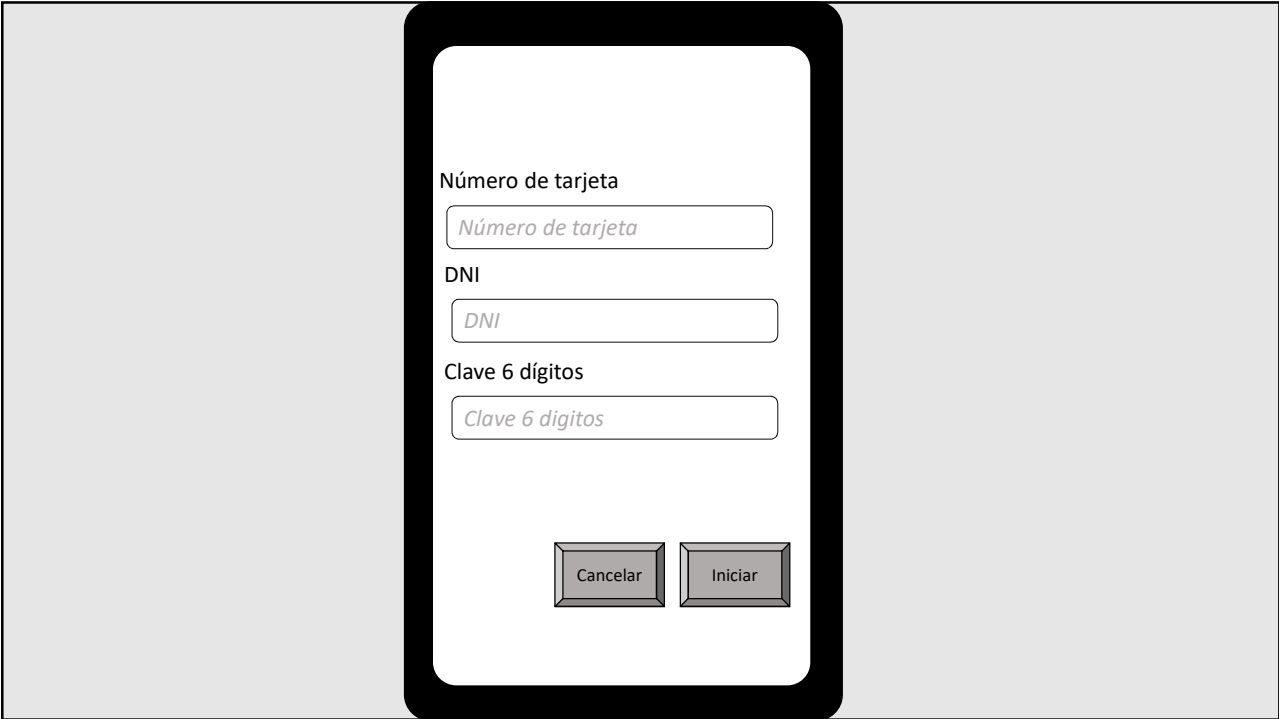 Número de tarjeta
Número de tarjeta
DNI
DNI
Clave 6 dígitos
Clave 6 digitos
Cancelar
Iniciar